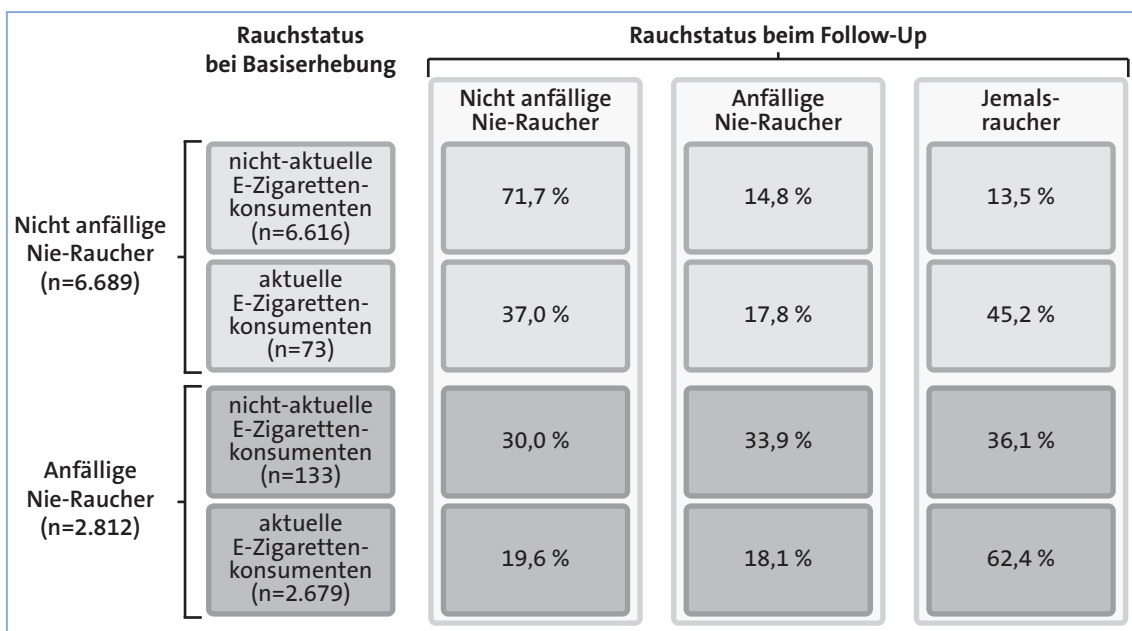 Rauchstatus
bei Basiserhebung
Rauchstatus beim Follow-Up
Nicht anfällige
Nie-Raucher
Anfällige
Nie-Raucher
Jemals-
raucher
Nicht anfällige
Nie-Raucher
(n=6.689)
nicht-aktuelle
E-Zigaretten-
konsumenten
(n=6.616)
71,7 %
14,8 %
13,5 %
aktuelle
E-Zigaretten-
konsumenten
(n=73)
37,0 %
17,8 %
45,2 %
Anfällige
Nie-Raucher
(n=2.812)
nicht-aktuelle
E-Zigaretten-
konsumenten
(n=133)
30,0 %
33,9 %
36,1 %
aktuelle
E-Zigaretten-
konsumenten
(n=2.679)
19,6 %
18,1 %
62,4 %